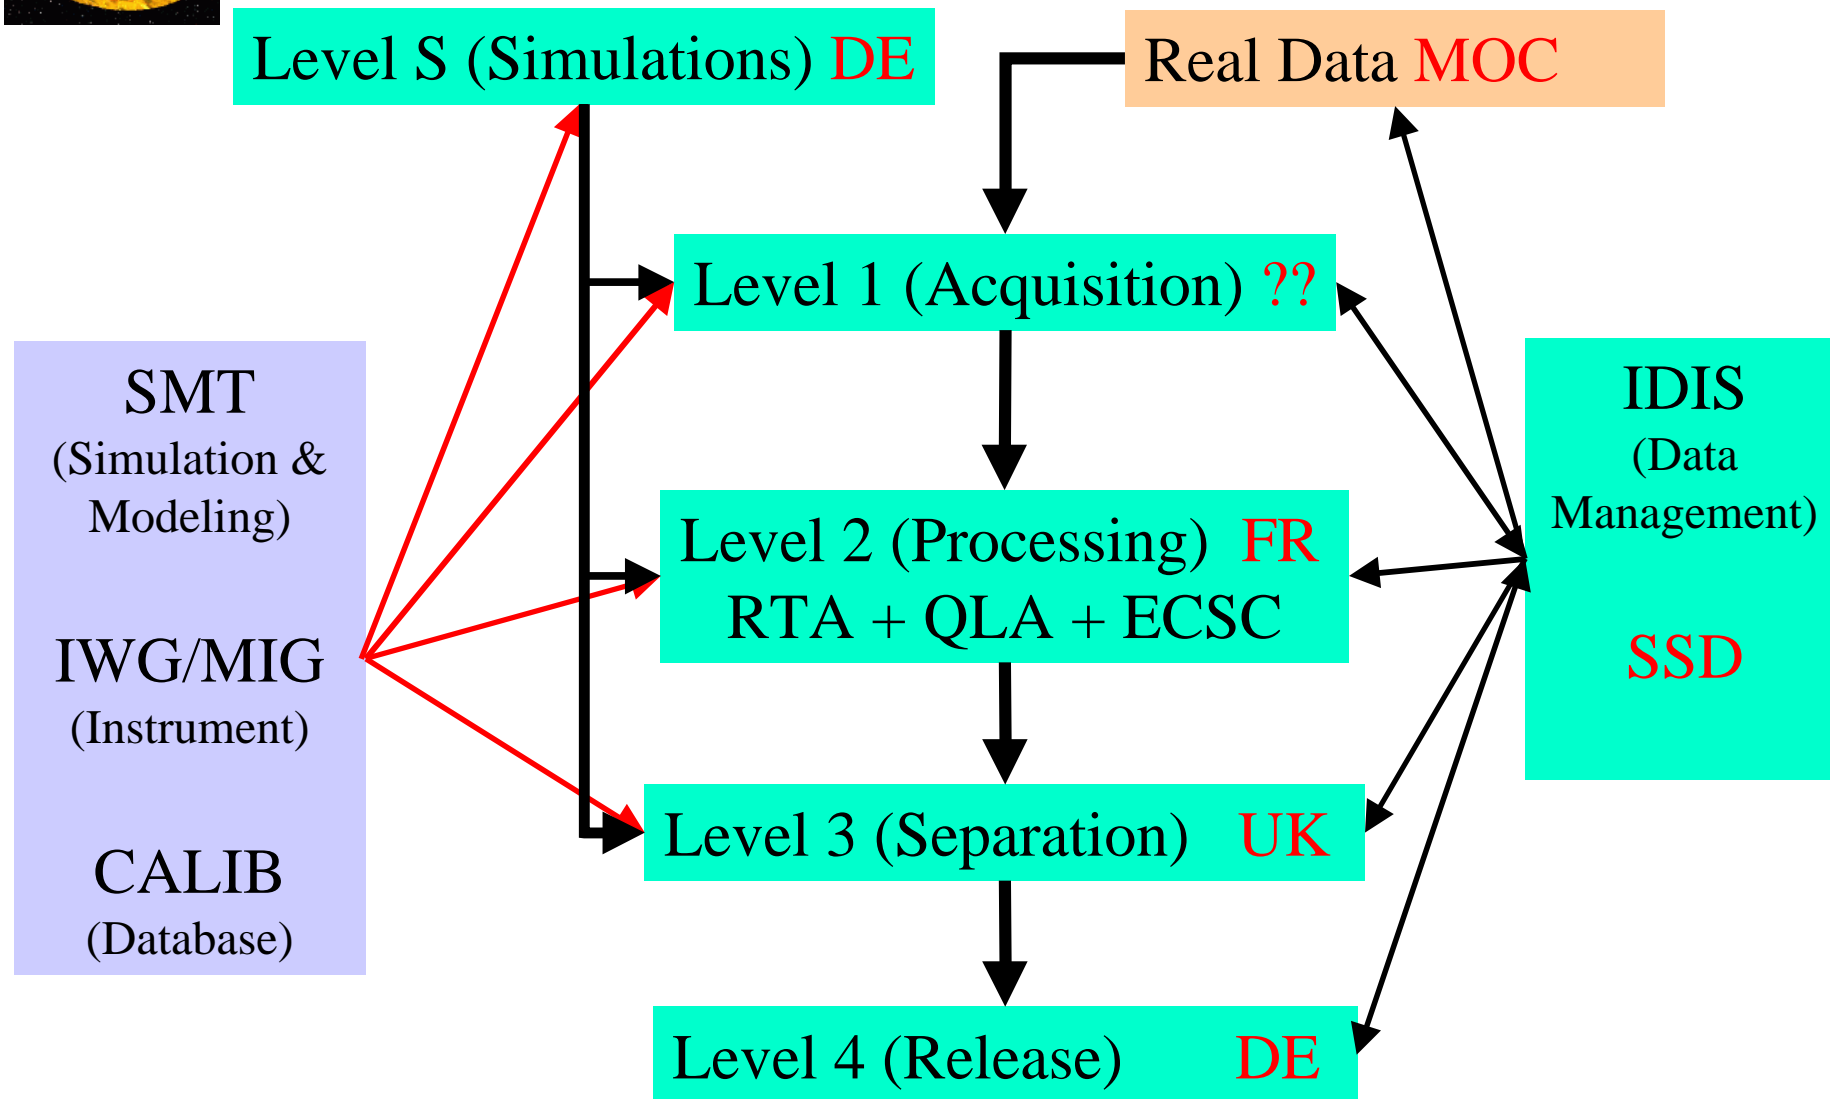 Level S (Simulations) DE
Real Data MOC
Level 1 (Acquisition) ??
SMT
(Simulation &
Modeling)
IWG/MIG
(Instrument)
CALIB
(Database)
Level 2 (Processing) FR
RTA + QLA + ECSC
Level 3 (Separation) UK
Level 4 (Release) DE
IDIS
(Data
Management)
SSD